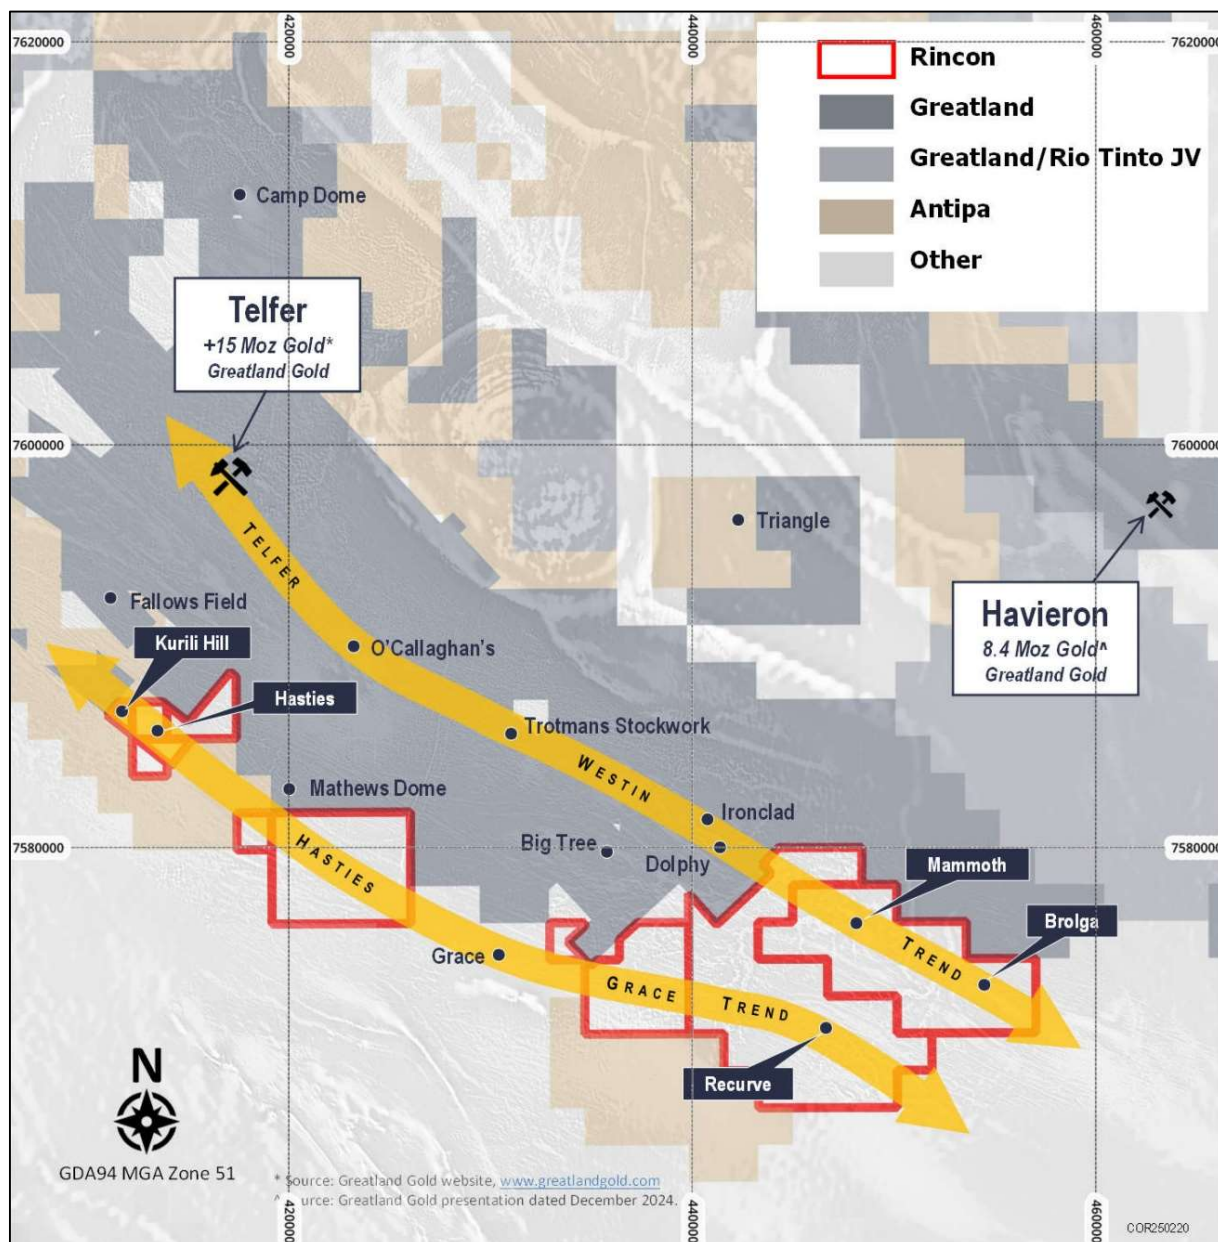 420000
440000
460000
7620000
7620000
Rincon
Greatland
Greatland/Rio Tinto JV
Antipa
Other
Camp Dome
Telfer
+15 Moz Gold*
Greatland Gold
7600000
7600000
TELFER
Triangle
Havieron
8.4 Moz Gold^
Greatland Gold
Fallows Field
Kurili Hill
O'Callaghan's
Hasties
Trotmans Stockwork
WESTIN
Mathews Dome
Ironclad
Big Tree
Dolphy
7580000
7580000
HASTIES
Mammoth
Brolga
TREND
Grace
GRACE TREND
Recurve
N
GDA94 MGA Zone 51
* Source: Greatland Gold website, www.greatlandgold.com
^ Source: Greatland Gold presentation dated December 2024.
420000
440000
460000
COR250220